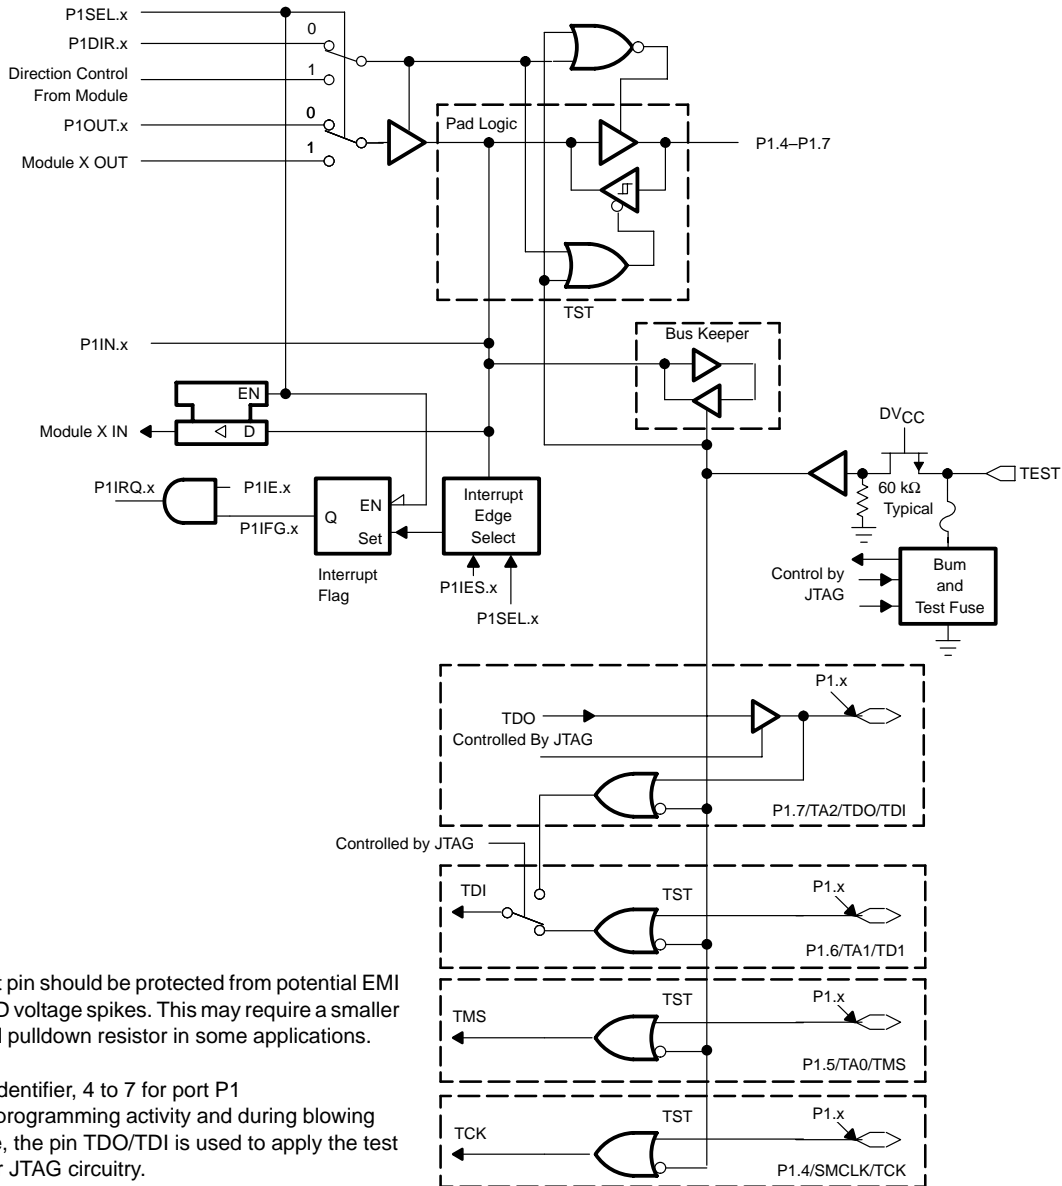 P1SEL.x
P1DIR.x
0
Direction Control
From Module
1
P1OUT.x
0
Module X OUT
1
Pad Logic
P1.4–P1.7
TST
P1IN.x
Bus Keeper
EN
Module X IN
D
DVCC
TEST
60 kΩ
Typical
P1IRQ.x
P1IE.x
P1IFG.x
Q
EN
Set
Interrupt
Edge
Select
Interrupt
Flag
P1IES.x
P1SEL.x
Control by
JTAG
Bum
and
Test Fuse
P1.x
TDO
Controlled By JTAG
P1.7/TA2/TDO/TDI
Controlled by JTAG
TDI
TST
P1.x
P1.6/TA1/TD1
t pin should be protected from potential EMI
D voltage spikes. This may require a smaller
l pulldown resistor in some applications.
TMS
TST
P1.x
P1.5/TA0/TMS
dentifier, 4 to 7 for port P1
programming activity and during blowing
e, the pin TDO/TDI is used to apply the test
r JTAG circuitry.
TCK
TST
P1.x
P1.4/SMCLK/TCK